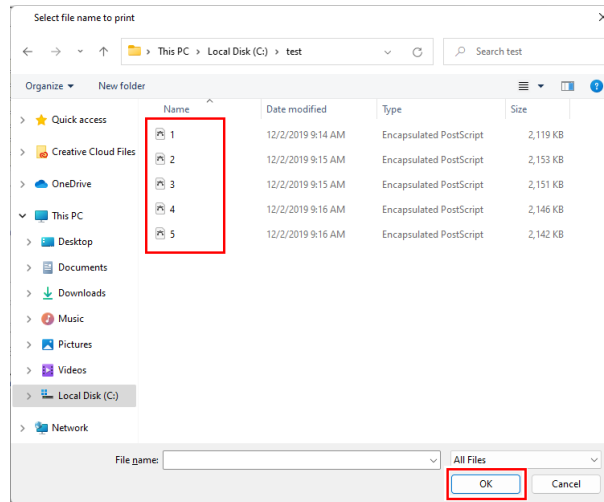 Select file name to print
This PC > Local Disk (C:) > test
Search test
Organize
New folder
Name Date modified Type Size
Quick access
Creative Cloud Files
OneDrive
This PC
Desktop
Documents
Downloads
Music
Pictures
Videos
Local Disk (C:)
Network
1 12/2/2019 9:14 AM Encapsulated PostScript 2,119 KB
2 12/2/2019 9:15 AM Encapsulated PostScript 2,153 KB
3 12/2/2019 9:15 AM Encapsulated PostScript 2,151 KB
4 12/2/2019 9:16 AM Encapsulated PostScript 2,146 KB
5 12/2/2019 9:16 AM Encapsulated PostScript 2,142 KB
File name:
All Files
OK
Cancel